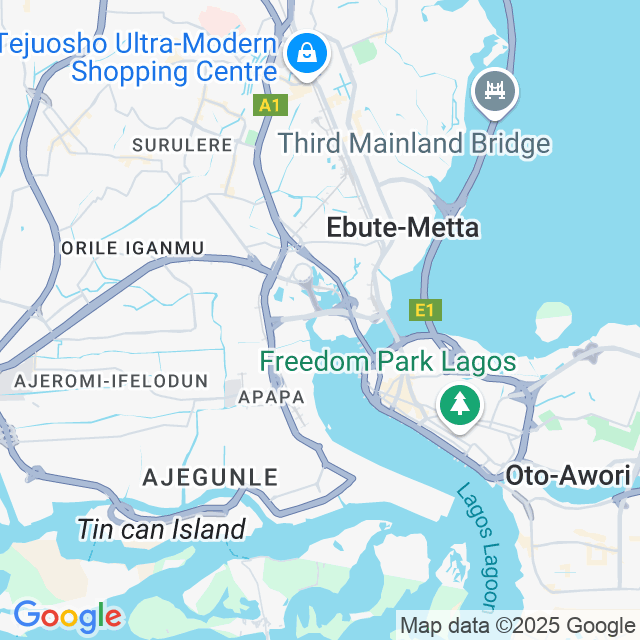 Tejuosho Ultra-Modern
Shopping Centre
A1
SURULERE
Third Mainland Bridge
Ebute-Metta
ORILE IGANMU
E1
Freedom Park Lagos
AJEROMI-IFELODUN
APAPA
AJEGUNLE
Oto-Awori
Tin can Island
Lagos Lagoon
Google
Map data ©2025 Google